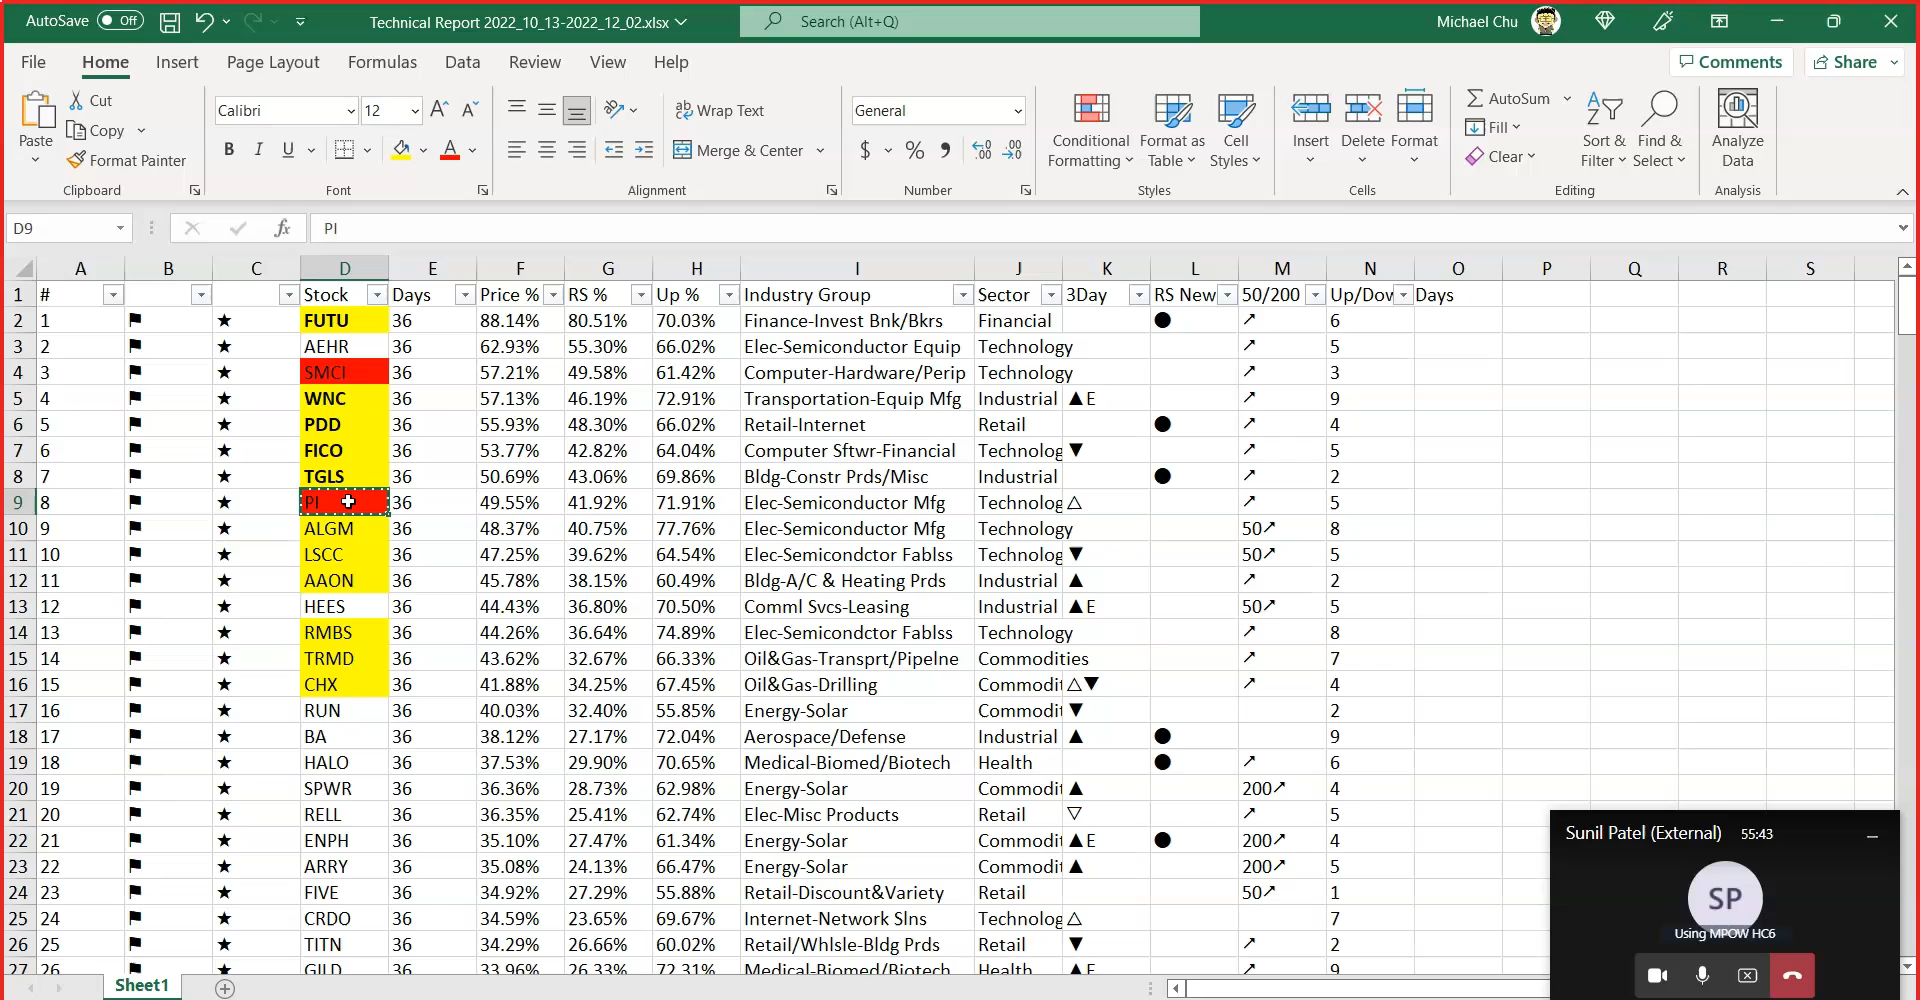 AutoSave Off Technical Report 2022_10_13-2022_12_02.xlsx Search (Alt+Q) Michael Chu
File Home Insert Page Layout Formulas Data Review View Help Comments Share
Paste Cut Copy Format Painter Clipboard
Calibri 12 A A B I U A Font
ab Wrap Text Merge & Center Alignment
General $ % 9 .00 .00 Number
Conditional Formatting Format as Table Cell Styles Styles
Insert Delete Format Cells
AutoSum Fill Clear Sort & Filter Find & Select Editing
Analyze Data Analysis
D9 fx PI
A B C D E F G H I J K L M N O P Q R S
1 # Stock Days Price % RS % Up % Industry Group Sector 3Day RS New 50/200 Up/Dov Days
2 1 ⚑ ★ FUTU 36 88.14% 80.51% 70.03% Finance-Invest Bnk/Bkrs Financial ● ↗ 6
3 2 ⚑ ★ AEHR 36 62.93% 55.30% 66.02% Elec-Semiconductor Equip Technology ↗ 5
4 3 ⚑ ★ SMCI 36 57.21% 49.58% 61.42% Computer-Hardware/Perip Technology ↗ 3
5 4 ⚑ ★ WNC 36 57.13% 46.19% 72.91% Transportation-Equip Mfg Industrial ▲E ↗ 9
6 5 ⚑ ★ PDD 36 55.93% 48.30% 66.02% Retail-Internet Retail ● ↗ 4
7 6 ⚑ ★ FICO 36 53.77% 42.82% 64.04% Computer Sftwr-Financial Technolog ▼ ↗ 5
8 7 ⚑ ★ TGLS 36 50.69% 43.06% 69.86% Bldg-Constr Prds/Misc Industrial ● ↗ 2
9 8 ⚑ ★ PI 36 49.55% 41.92% 71.91% Elec-Semiconductor Mfg Technolog △ ↗ 5
10 9 ⚑ ★ ALGM 36 48.37% 40.75% 77.76% Elec-Semiconductor Mfg Technology 50↗ 8
11 10 ⚑ ★ LSCC 36 47.25% 39.62% 64.54% Elec-Semicondctor Fablss Technolog ▼ 50↗ 5
12 11 ⚑ ★ AAON 36 45.78% 38.15% 60.49% Bldg-A/C & Heating Prds Industrial ▲ ↗ 2
13 12 ⚑ ★ HEES 36 44.43% 36.80% 70.50% Comml Svcs-Leasing Industrial ▲E 50↗ 5
14 13 ⚑ ★ RMBS 36 44.26% 36.64% 74.89% Elec-Semicondctor Fablss Technology ↗ 8
15 14 ⚑ ★ TRMD 36 43.62% 32.67% 66.33% Oil&Gas-Transprt/Pipelne Commodities ↗ 7
16 15 ⚑ ★ CHX 36 41.88% 34.25% 67.45% Oil&Gas-Drilling Commodit △▼ ↗ 4
17 16 ⚑ ★ RUN 36 40.03% 32.40% 55.85% Energy-Solar Commodit ▼ 2
18 17 ⚑ ★ BA 36 38.12% 27.17% 72.04% Aerospace/Defense Industrial ▲ ● 9
19 18 ⚑ ★ HALO 36 37.53% 29.90% 70.65% Medical-Biomed/Biotech Health ● ↗ 6
20 19 ⚑ ★ SPWR 36 36.36% 28.73% 62.98% Energy-Solar Commodit ▲ 200↗ 4
21 20 ⚑ ★ RELL 36 36.35% 25.41% 62.74% Elec-Misc Products Retail ▽ ↗ 5
22 21 ⚑ ★ ENPH 36 35.10% 27.47% 61.34% Energy-Solar Commodit ▲E ● 200↗ 4
23 22 ⚑ ★ ARRY 36 35.08% 24.13% 66.47% Energy-Solar Commodit ▲ 200↗ 5
24 23 ⚑ ★ FIVE 36 34.92% 27.29% 55.88% Retail-Discount&Variety Retail 50↗ 1
25 24 ⚑ ★ CRDO 36 34.59% 23.65% 69.67% Internet-Network Slns Technolog △ 7
26 25 ⚑ ★ TITN 36 34.29% 26.66% 60.02% Retail/Whlsle-Bldg Prds Retail ▼ ↗ 2
27 26 ⚑ ★ GILD 36 33.96% 26.33% 72.31% Medical-Biomed/Biotech Health ▲E ↗ 9
Sheet1
Sunil Patel (External) 55:43
SP
Using MPOW HC6